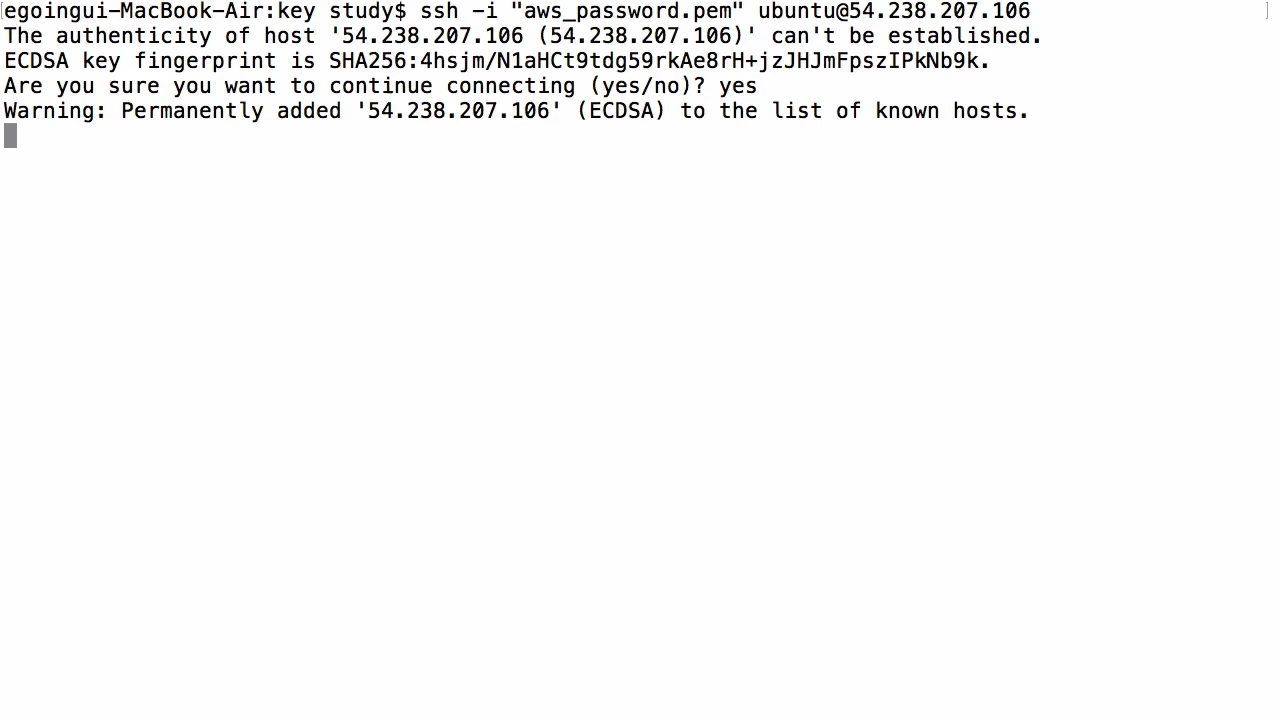 egoingui-MacBook-Air:key study$ ssh -i "aws_password.pem" ubuntu@54.238.207.106
The authenticity of host '54.238.207.106 (54.238.207.106)' can't be established.
ECDSA key fingerprint is SHA256:4hsjm/N1aHCt9tdg59rkAe8rH+jzJHJmFpszIPkNb9k.
Are you sure you want to continue connecting (yes/no)? yes
Warning: Permanently added '54.238.207.106' (ECDSA) to the list of known hosts.